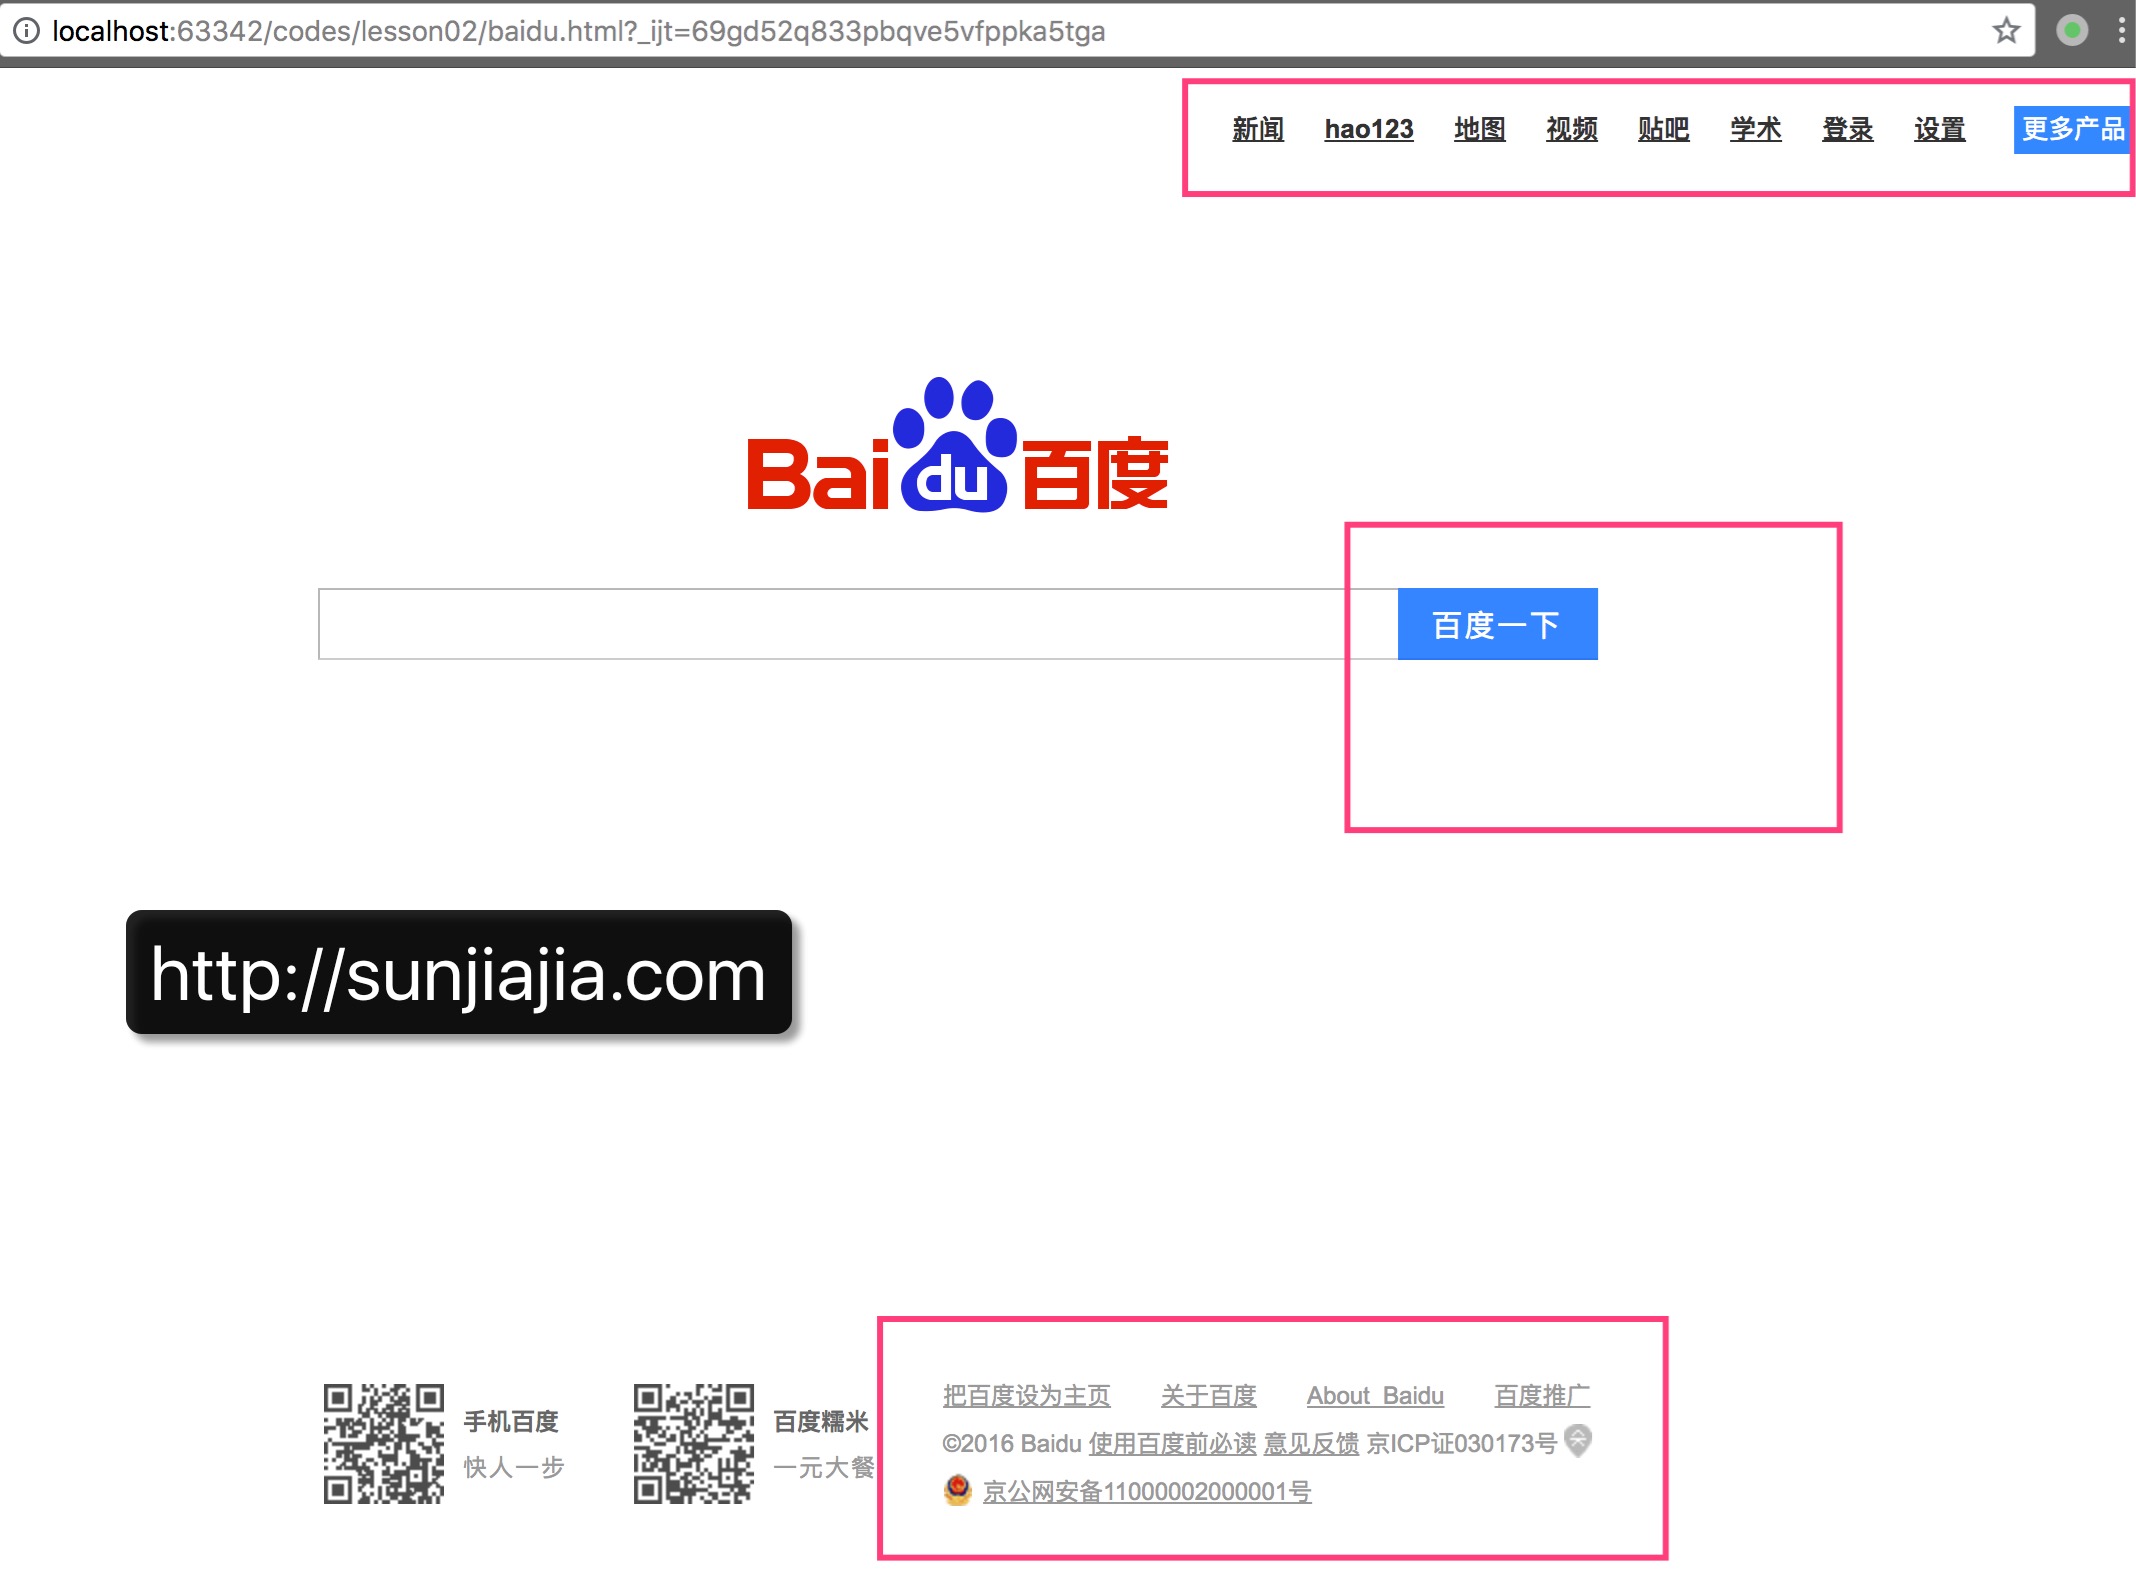 localhost:63342/codes/lesson02/baidu.html?_ijt=69gd52q833pbqve5vfppka5tga
新闻 hao123 地图 视频 贴吧 学术 登录 设置 更多产品
Bai du 百度
百度一下
http://sunjiajia.com
手机百度
快人一步
百度糯米
一元大餐
把百度设为主页 关于百度 About Baidu 百度推广
©2016 Baidu 使用百度前必读 意见反馈 京ICP证030173号
京公网安备11000002000001号